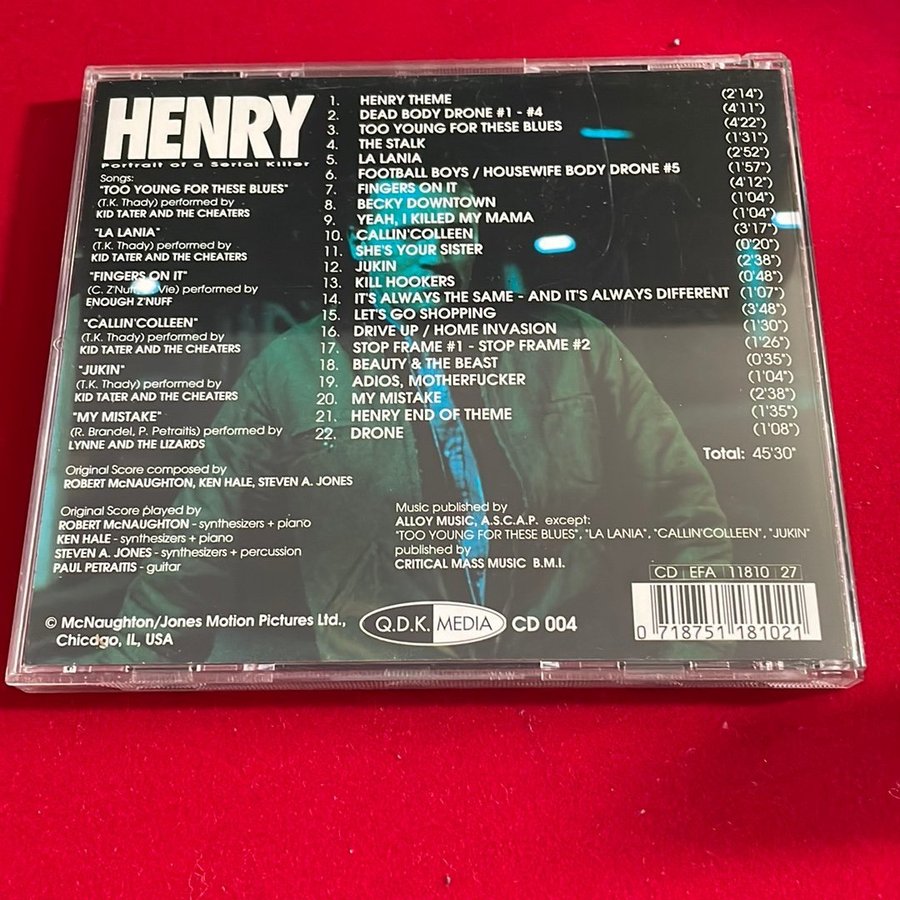 HENRY
Portrait of a Serial Killer
Songs:
"TOO YOUNG FOR THESE BLUES"
(T.K. Thady) performed by
KID TATER AND THE CHEATERS
"LA LANIA"
(T.K. Thady) performed by
KID TATER AND THE CHEATERS
"FINGERS ON IT"
(C. Z'Nuff, Vie) performed by
ENOUGH Z'NUFF
"CALLIN'COLLEEN"
(T.K. Thady) performed by
KID TATER AND THE CHEATERS
"JUKIN"
(T.K. Thady) performed by
KID TATER AND THE CHEATERS
"MY MISTAKE"
(R. Brandel, P. Petraitis) performed by
LYNNE AND THE LIZARDS
1. HENRY THEME (2'14")
2. DEAD BODY DRONE #1 - #4 (4'11")
3. TOO YOUNG FOR THESE BLUES (4'22")
4. THE STALK (1'31")
5. LA LANIA (2'52")
6. FOOTBALL BOYS / HOUSEWIFE BODY DRONE #5 (1'57")
7. FINGERS ON IT (4'12")
8. BECKY DOWNTOWN (1'04")
9. YEAH, I KILLED MY MAMA (1'04")
10. CALLIN'COLLEEN (3'17")
11. SHE'S YOUR SISTER (0'20")
12. JUKIN (2'38")
13. KILL HOOKERS (0'48")
14. IT'S ALWAYS THE SAME - AND IT'S ALWAYS DIFFERENT (1'07")
15. LET'S GO SHOPPING (3'48")
16. DRIVE UP / HOME INVASION (1'30")
17. STOP FRAME #1 - STOP FRAME #2 (1'26")
18. BEAUTY & THE BEAST (0'35")
19. ADIOS, MOTHERFUCKER (1'04")
20. MY MISTAKE (2'38")
21. HENRY END OF THEME (1'35")
22. DRONE (1'08")
Total: 45'30"
Original Score composed by
ROBERT McNAUGHTON, KEN HALE, STEVEN A. JONES
Original Score played by
ROBERT McNAUGHTON - synthesizers + piano
KEN HALE - synthesizers + piano
STEVEN A. JONES - synthesizers + percussion
PAUL PETRAITIS - guitar
Music published by
ALLOY MUSIC, A.S.C.A.P. except:
"TOO YOUNG FOR THESE BLUES", "LA LANIA", "CALLIN'COLLEEN", "JUKIN"
published by
CRITICAL MASS MUSIC B.M.I.
© McNaughton/Jones Motion Pictures Ltd.,
Chicago, IL, USA
Q.D.K. MEDIA CD 004
CD EFA 11810 27
0 718751 181021